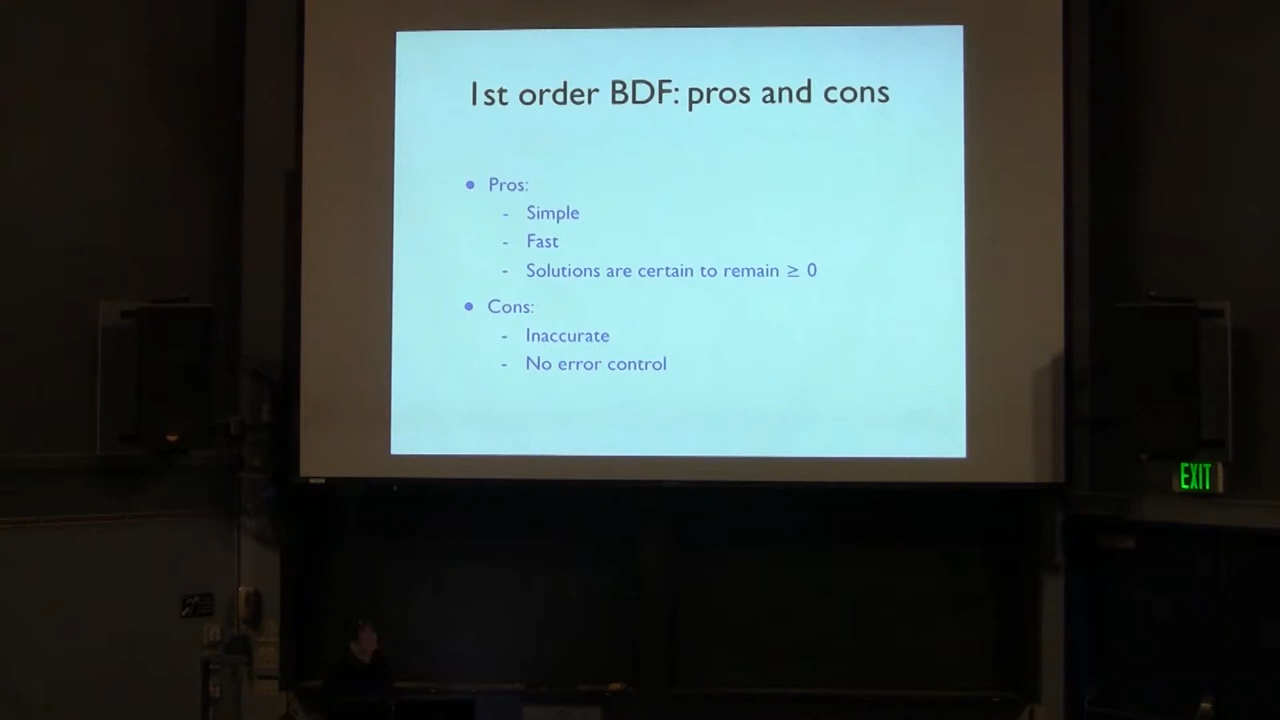 1st order BDF: pros and cons
• Pros:
- Simple
- Fast
- Solutions are certain to remain ≥ 0
• Cons:
- Inaccurate
- No error control
EXIT